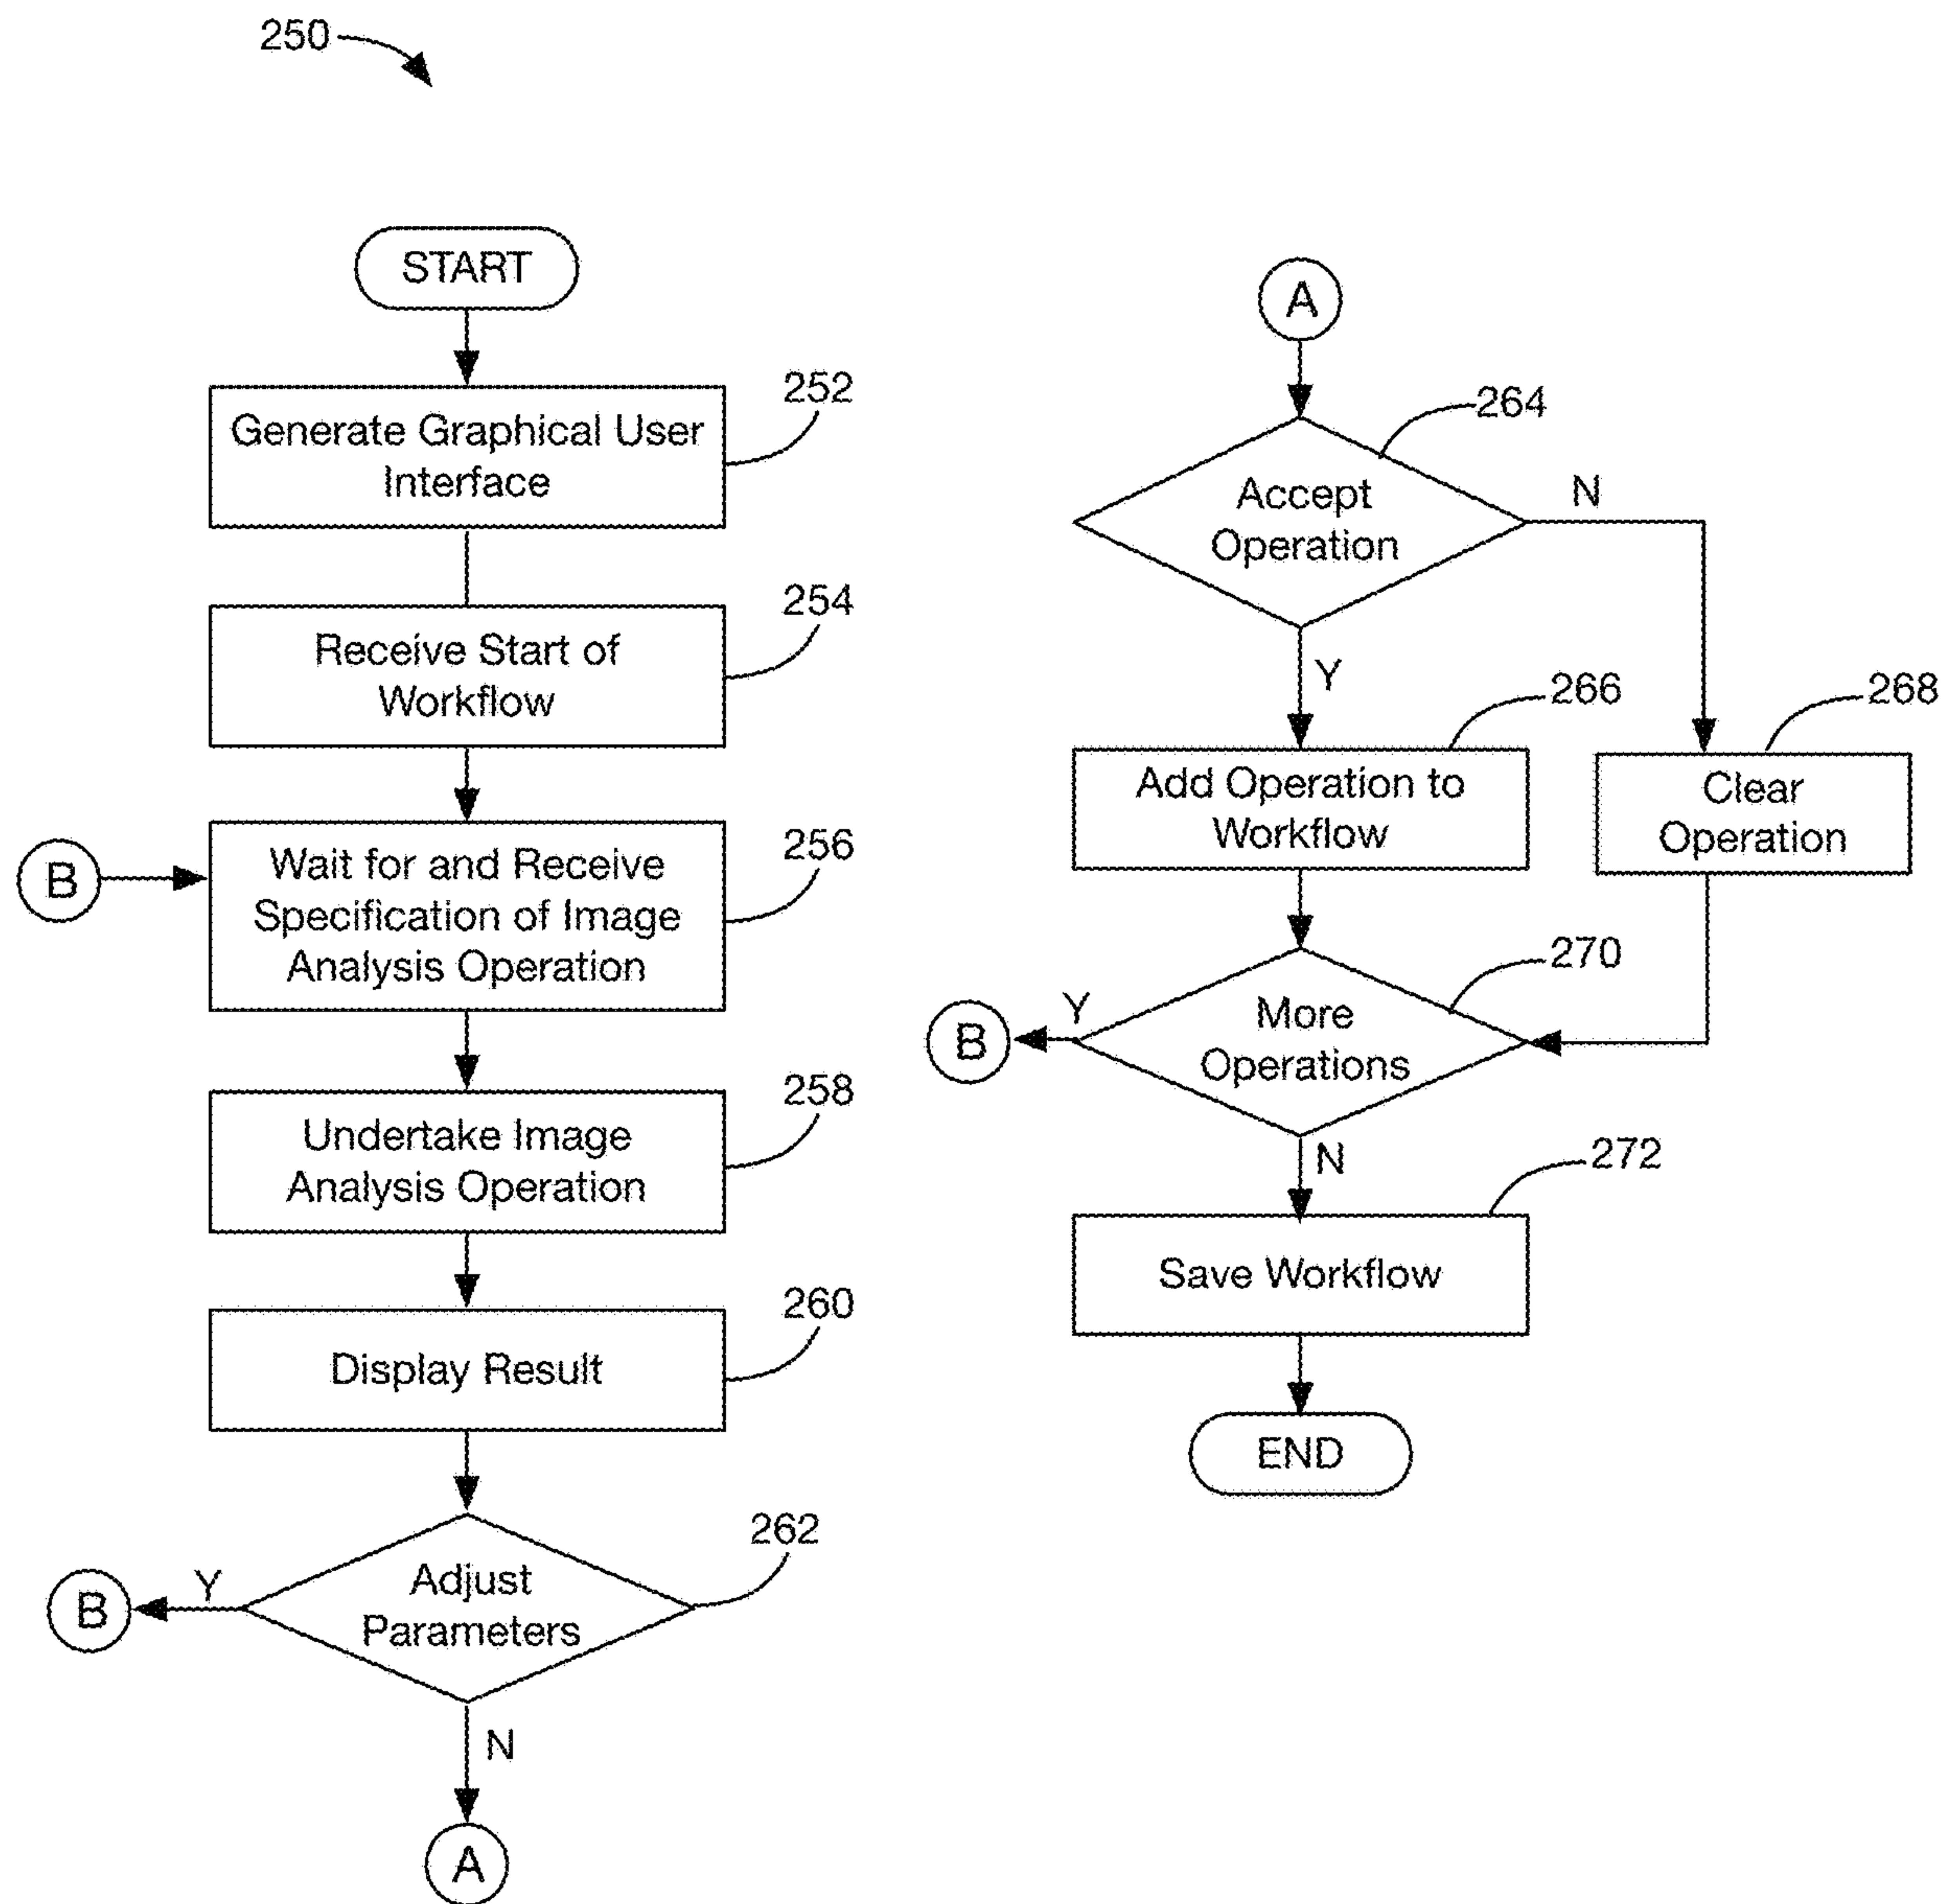 250
START
252
Generate Graphical User
Interface
254
Receive Start of
Workflow
B
256
Wait for and Receive
Specification of Image
Analysis Operation
258
Undertake Image
Analysis Operation
260
Display Result
262
B
Y
Adjust
Parameters
N
A
A
264
Accept
Operation
N
Y
266
Add Operation to
Workflow
268
Clear
Operation
270
B
Y
More
Operations
N
272
Save Workflow
END